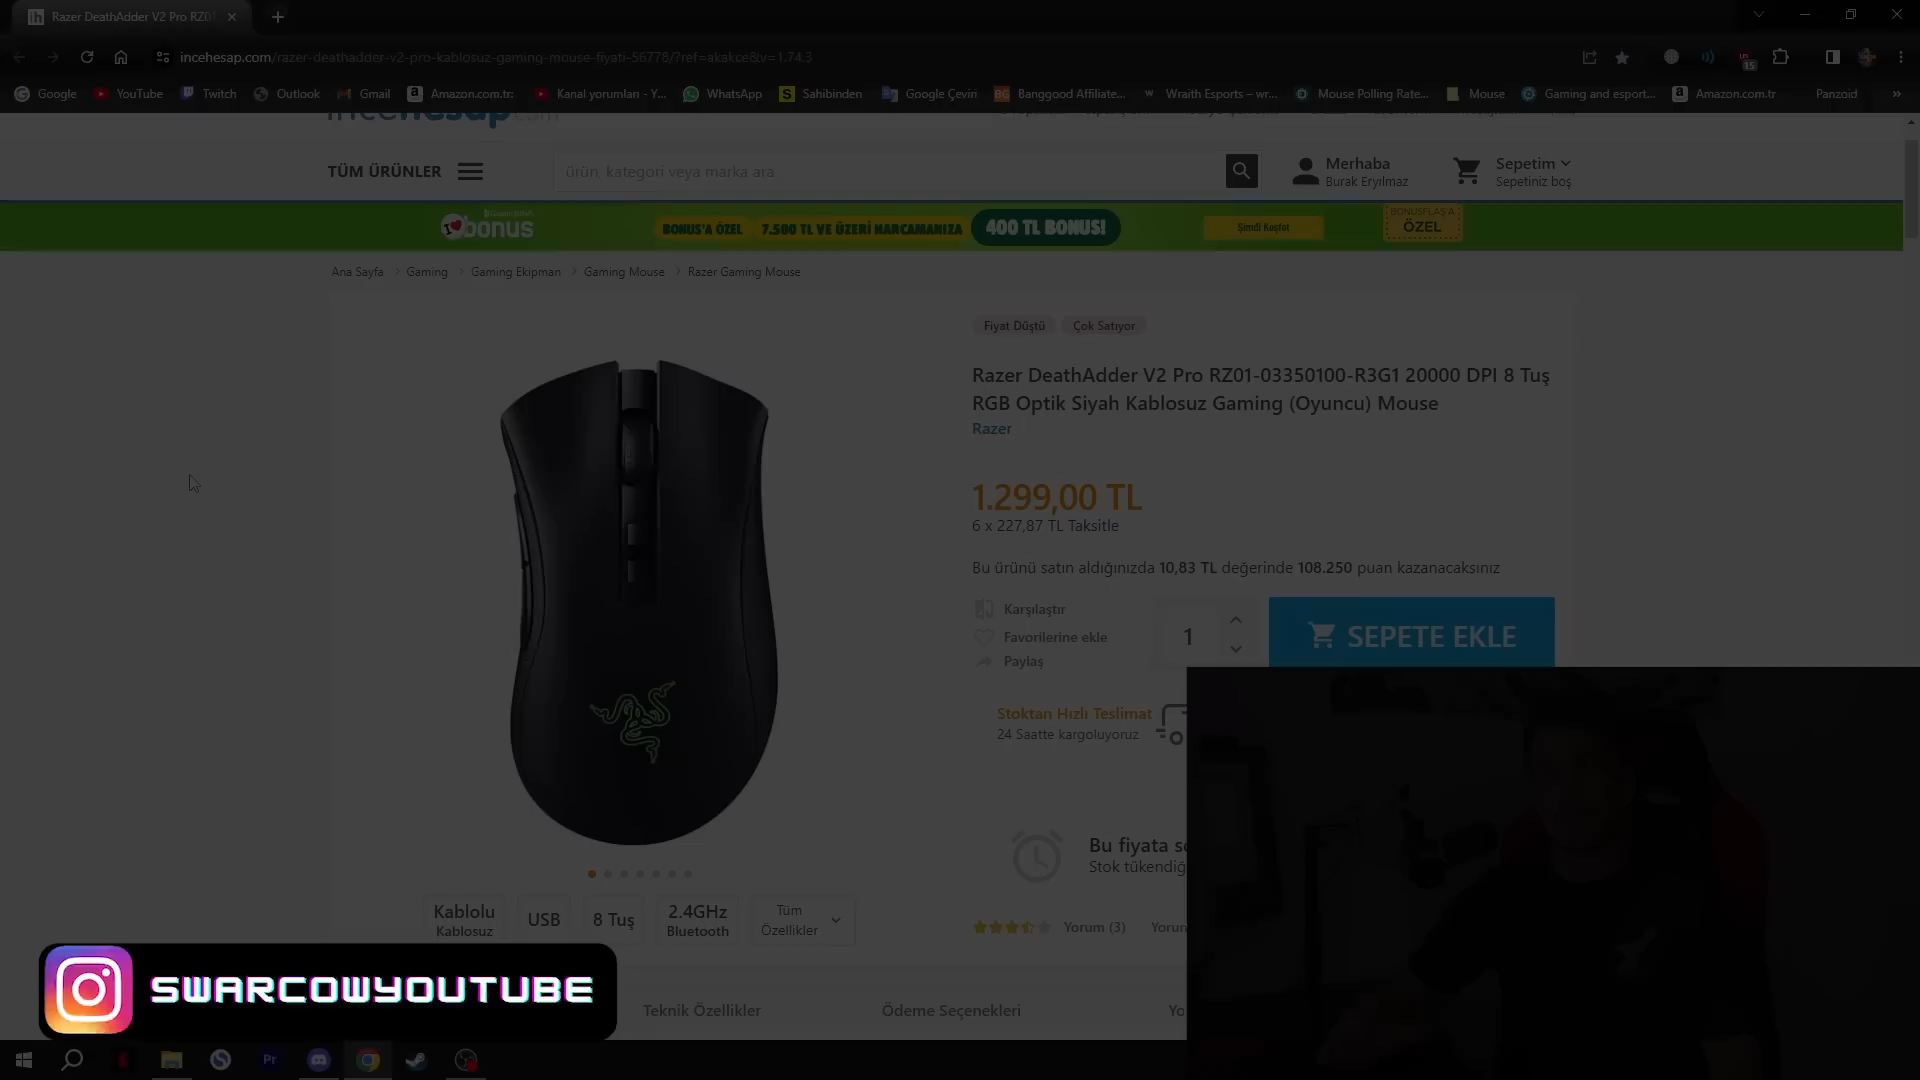 Razer DeathAdder V2 Pro RZ01
incehesap.com/razer-deathadder-v2-pro-kablosuz-gaming-mouse-fiyati-56778/?ref=akakce&v=1.74.3
15
Google YouTube Twitch Outlook Gmail Amazon.com.tr: Kanal yorumları - Y... WhatsApp Sahibinden Google Çeviri Banggood Affiliate... Wraith Esports – wr... Mouse Polling Rate... Mouse Gaming and esport... Amazon.com.tr Panzoid
incehesap.com
TÜM ÜRÜNLER
ürün, kategori veya marka ara
Merhaba
Burak Eryılmaz
Sepetim
Sepetiniz boş
bonus
BONUS'A ÖZEL 7.500 TL VE ÜZERİ HARCAMANIZA 400 TL BONUS! Şimdi Keşfet
BONUSFLAŞ'A
ÖZEL
Ana Sayfa > Gaming > Gaming Ekipman > Gaming Mouse > Razer Gaming Mouse
Fiyat Düştü Çok Satıyor
Razer DeathAdder V2 Pro RZ01-03350100-R3G1 20000 DPI 8 Tuş
RGB Optik Siyah Kablosuz Gaming (Oyuncu) Mouse
Razer
1.299,00 TL
6 x 227,87 TL Taksitle
Bu ürünü satın aldığınızda 10,83 TL değerinde 108.250 puan kazanacaksınız
Karşılaştır
Favorilerine ekle
Paylaş
1
SEPETE EKLE
Stoktan Hızlı Teslimat
24 Saatte kargoluyoruz
Bu fiyata
Stok
Kablolu
Kablosuz
USB
8 Tuş
2.4GHz
Bluetooth
Tüm
Özellikler
Yorum (3)
SWARCOWYOUTUBE
Teknik Özellikler
Ödeme Seçenekleri
Pr